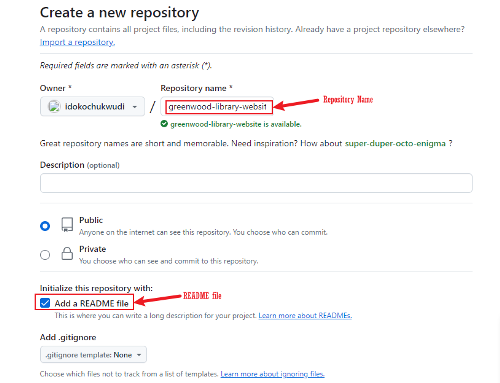 Create a new repository
A repository contains all project files, including the revision history. Already have a project repository elsewhere?
Import a repository.
Required fields are marked with an asterisk (*).
Owner *
Repository name *
idokochukwudi
/
greenwood-library-websit
Repository Name
greenwood-library-website is available.
Great repository names are short and memorable. Need inspiration? How about super-duper-octo-enigma ?
Description (optional)
Public
Anyone on the internet can see this repository. You choose who can commit.
Private
You choose who can see and commit to this repository.
Initialize this repository with:
Add a README file
README file
This is where you can write a long description for your project. Learn more about READMEs.
Add .gitignore
.gitignore template: None
Choose which files not to track from a list of templates. Learn more about ignoring files.